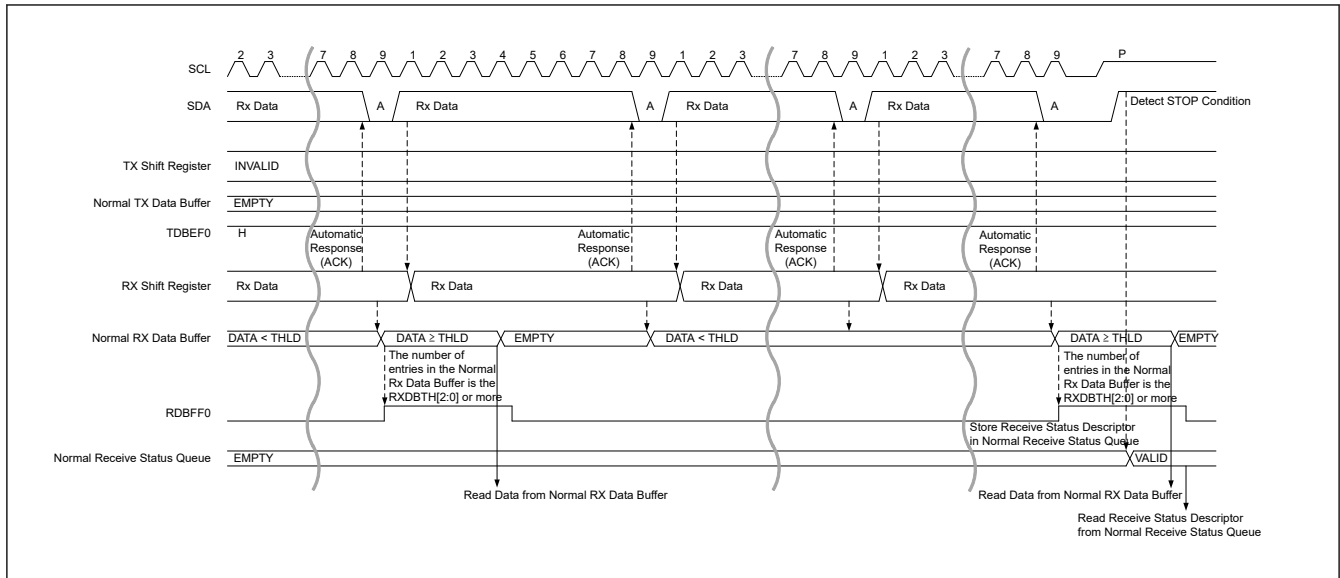 2 3 7 8 9 1 2 3 4 5 6 7 8 9 1 2 3 7 8 9 1 2 3 7 8 9 P
SCL
SDA Rx Data A Rx Data A Rx Data A Rx Data A Detect STOP Condition
TX Shift Register INVALID
Normal TX Data Buffer EMPTY
TDBEF0 H
Automatic Automatic Automatic Automatic
Response Response Response Response
(ACK) (ACK) (ACK) (ACK)
RX Shift Register Rx Data Rx Data Rx Data Rx Data
Normal RX Data Buffer DATA < THLD DATA ≥ THLD EMPTY DATA < THLD DATA ≥ THLD EMPTY
The number of The number of
entries in the Normal entries in the Normal
Rx Data Buffer is the Rx Data Buffer is the
RXDBTH[2:0] or more RXDBTH[2:0] or more
RDBFF0
Store Receive Status Descriptor
in Normal Receive Status Queue
Normal Receive Status Queue EMPTY VALID
Read Data from Normal RX Data Buffer Read Data from Normal RX Data Buffer
Read Receive Status Descriptor
from Normal Receive Status Queue